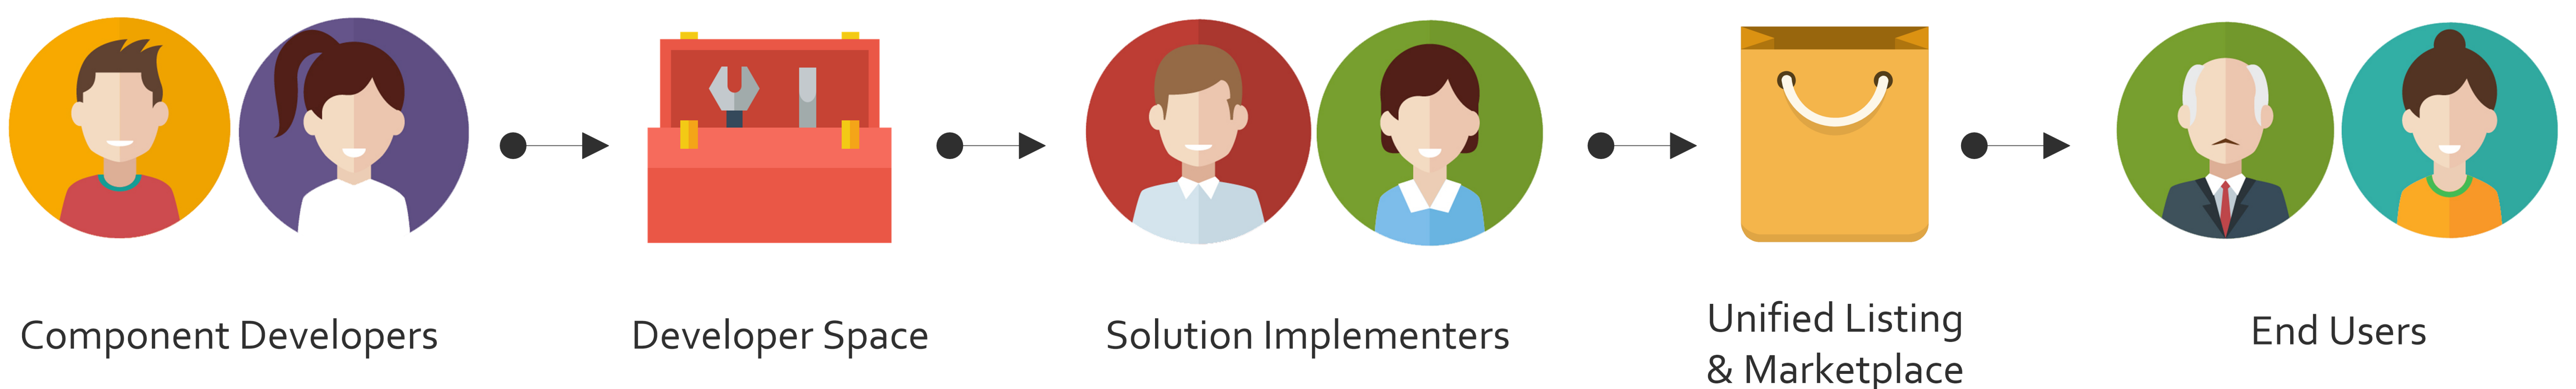 Component Developers
Developer Space
Solution Implementers
Unified Listing
& Marketplace
End Users